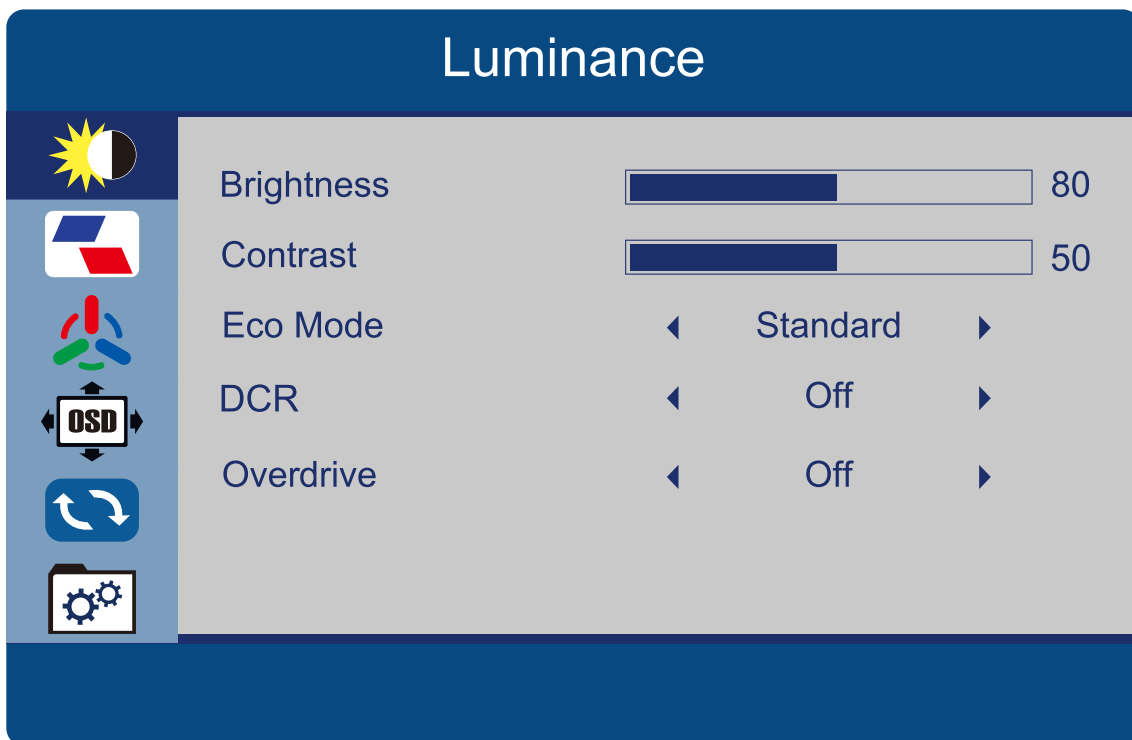 Luminance
Brightness 80
Contrast 50
Eco Mode Standard
DCR Off
OSD
Overdrive Off